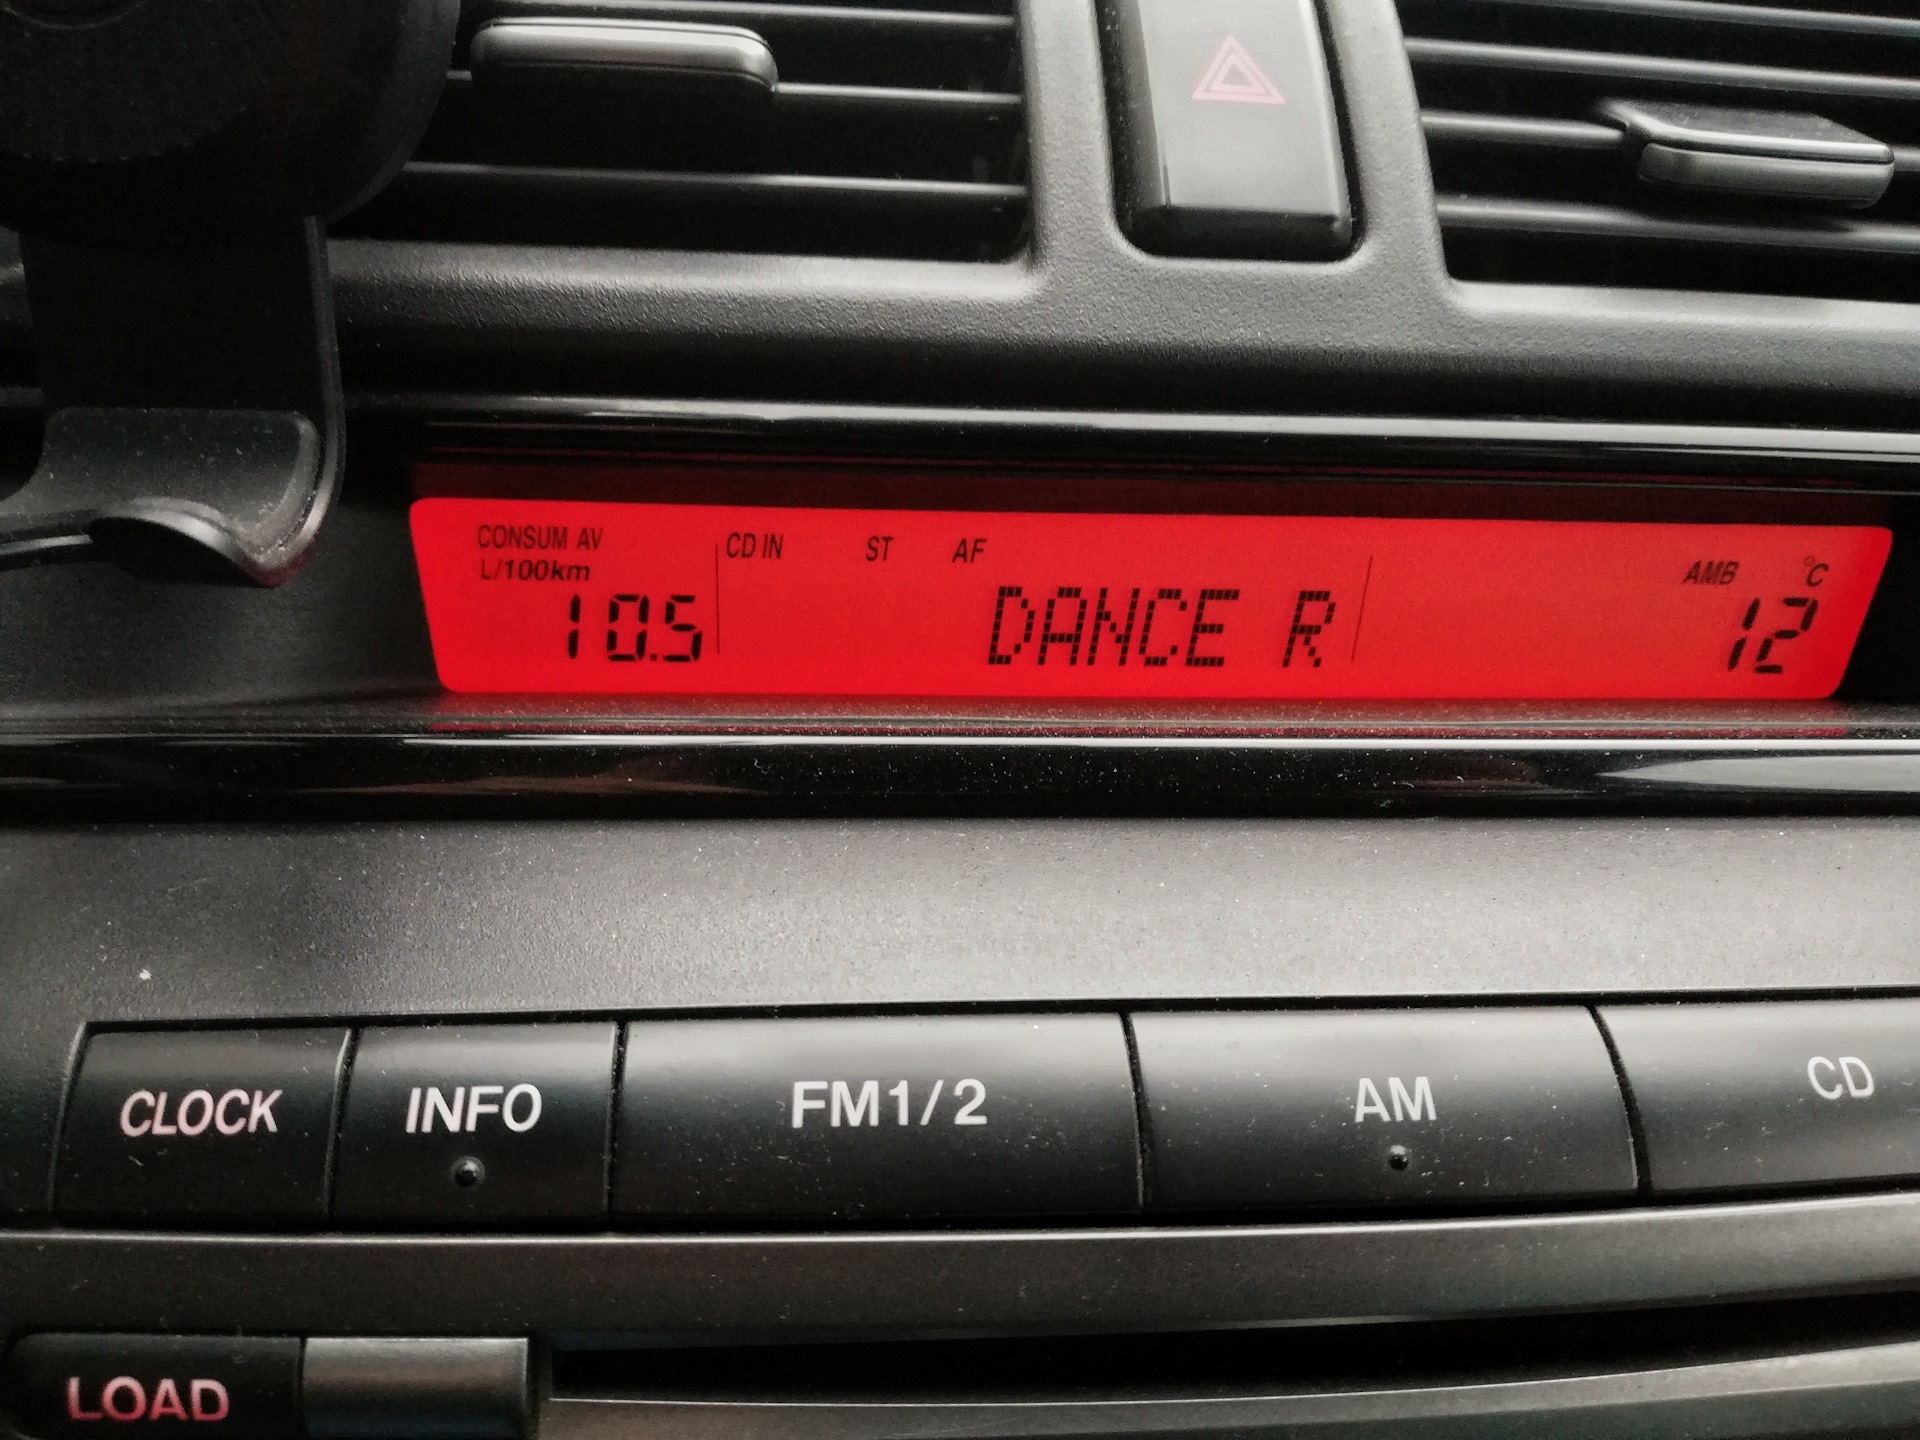 CONSUM AV
L/100km
10.5
CD IN ST AF
DANCE R
AMB °C
12
CLOCK INFO FM1/2 AM CD
LOAD